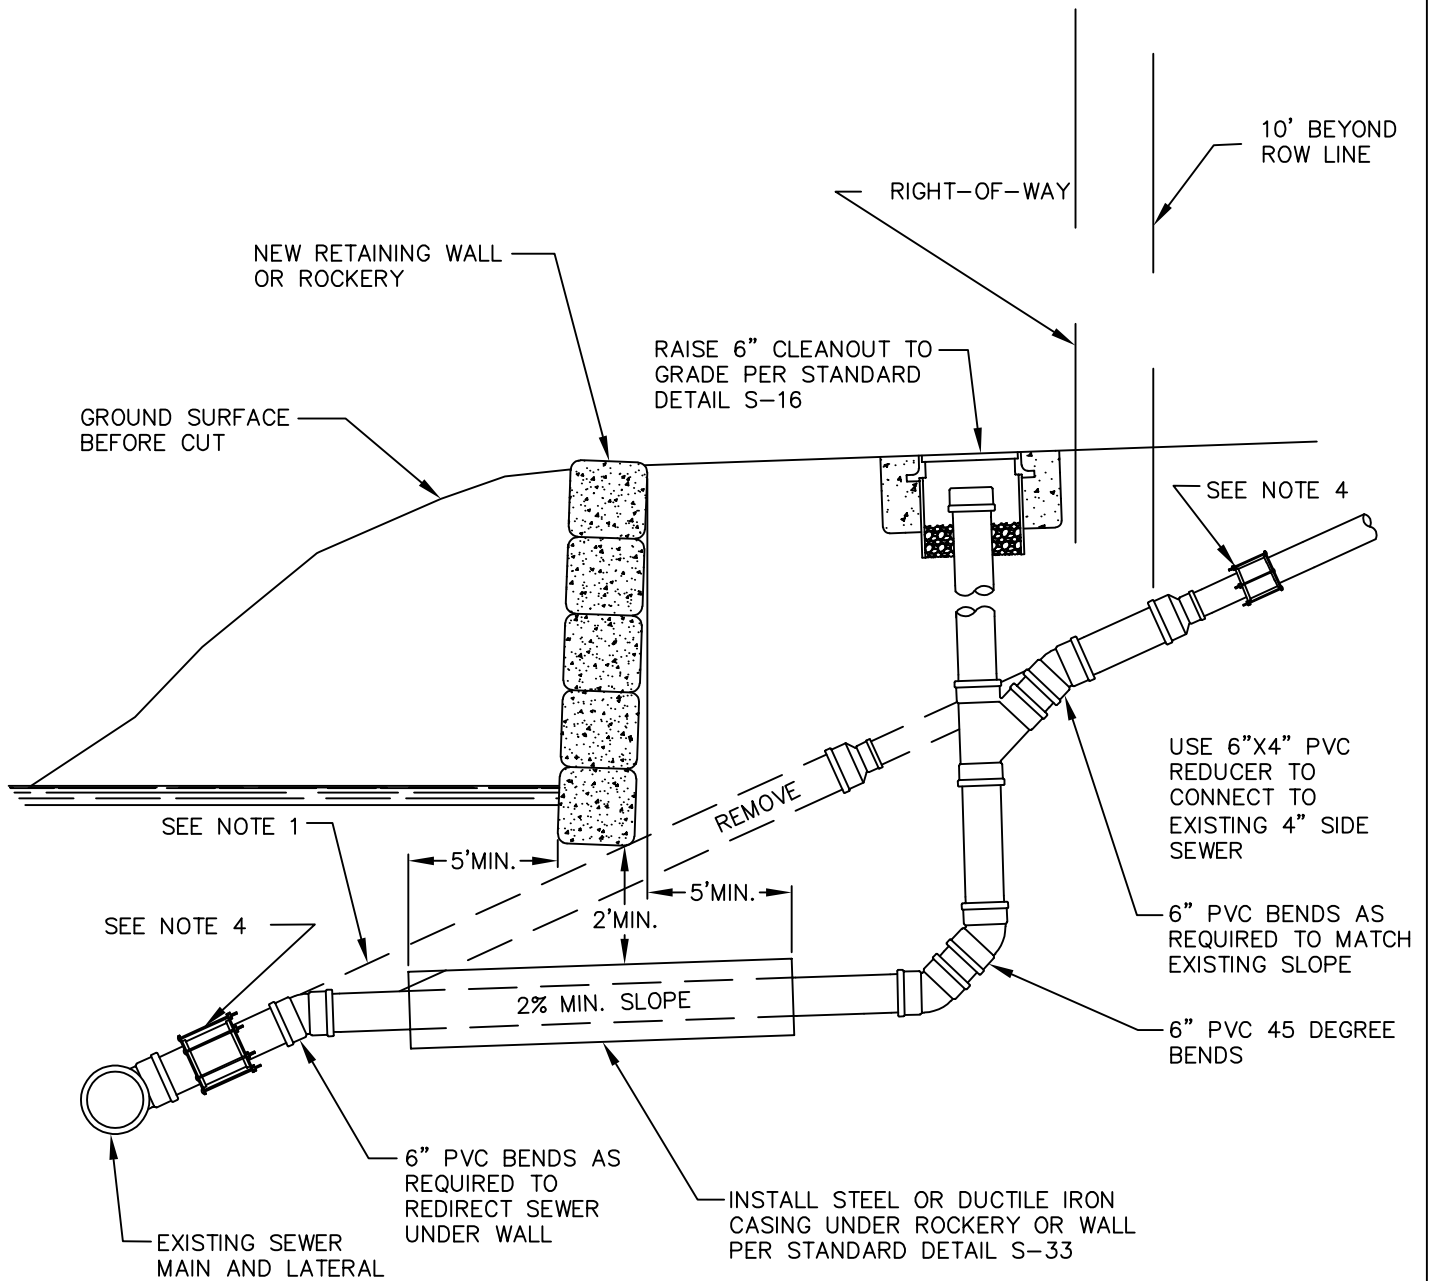 10’ BEYOND
ROW LINE
RIGHT-OF-WAY
NEW RETAINING WALL
OR ROCKERY
RAISE 6” CLEANOUT TO
GRADE PER STANDARD
DETAIL S-16
GROUND SURFACE
BEFORE CUT
SEE NOTE 4
USE 6”X4” PVC
REDUCER TO
CONNECT TO
EXISTING 4” SIDE
SEWER
REMOVE
SEE NOTE 1
5’MIN.
5’MIN.
2’MIN.
SEE NOTE 4
6” PVC BENDS AS
REQUIRED TO MATCH
EXISTING SLOPE
2% MIN. SLOPE
6” PVC 45 DEGREE
BENDS
6” PVC BENDS AS
REQUIRED TO
REDIRECT SEWER
UNDER WALL
INSTALL STEEL OR DUCTILE IRON
CASING UNDER ROCKERY OR WALL
PER STANDARD DETAIL S-33
EXISTING SEWER
MAIN AND LATERAL